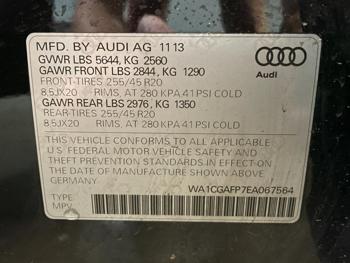 MFD. BY AUDI AG 1113
GVWR LBS 5644, KG 2560
GAWR FRONT LBS 2844, KG 1290
FRONT-TIRES 255/45 R20
8.5JX20 RIMS, AT 280 KPA 41 PSI COLD
GAWR REAR LBS 2976, KG 1350
REAR-TIRES 255/45 R20
8.5JX20 RIMS, AT 280 KPA 41 PSI COLD
THIS VEHICLE CONFORMS TO ALL APPLICABLE
U.S FEDERAL MOTOR VEHICLE SAFETY AND
THEFT PREVENTION STANDARDS IN EFFECT ON
THE DATE OF MANUFACTURE SHOWN ABOVE
GERMANY
WA1CGAFP7EA067564
TYPE
MPV
Audi